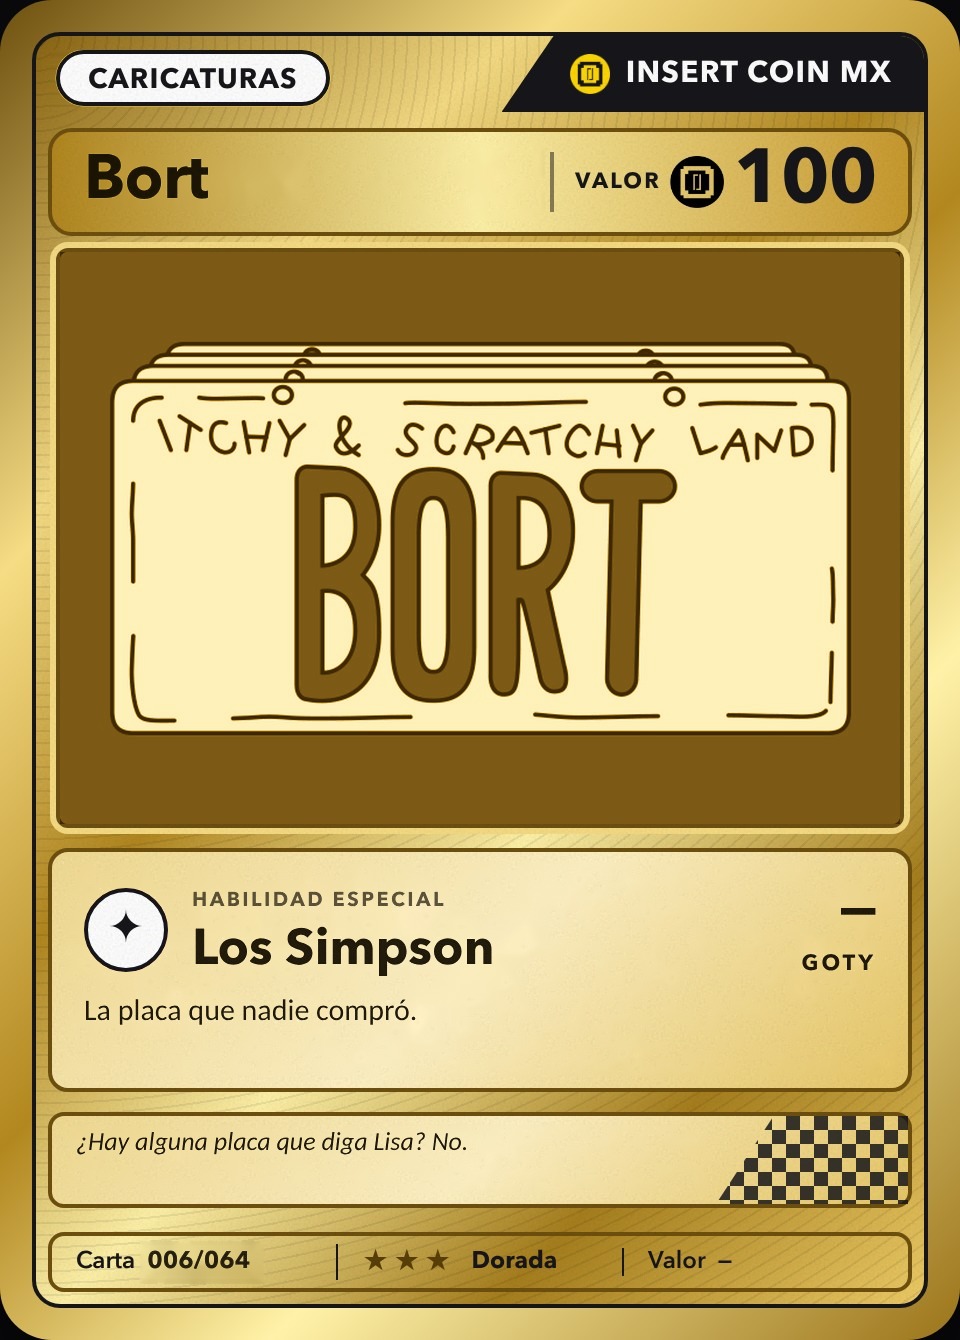 CARICATURAS
INSERT COIN MX
Bort
VALOR 100
ITCHY & SCRATCHY LAND
BORT
HABILIDAD ESPECIAL
Los Simpson
–
GOTY
La placa que nadie compró.
¿Hay alguna placa que diga Lisa? No.
Carta 006/064 ★★★ Dorada Valor –